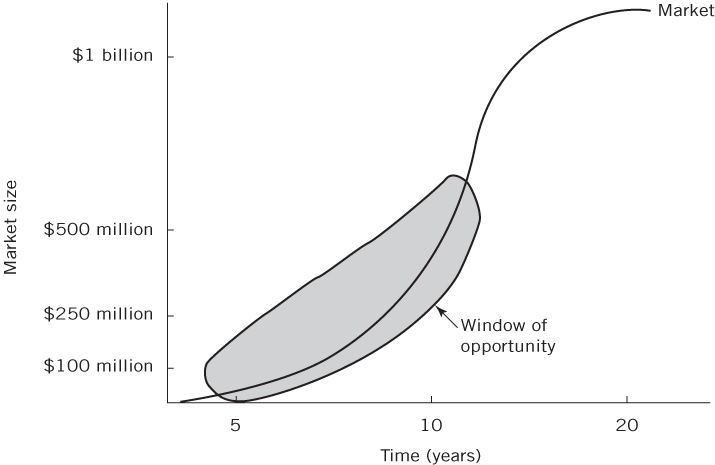 Market
$1 billion
Market size
$500 million
$250 million
Window of
opportunity
$100 million
5
10
20
Time (years)